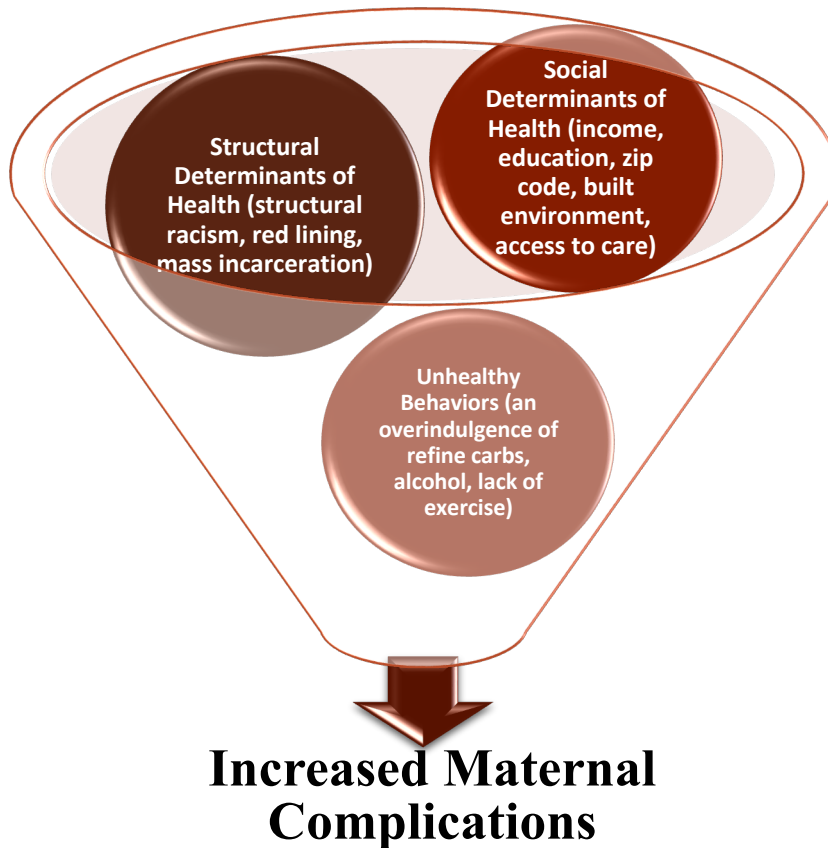 Structural
Determinants of
Health (structural
racism, red lining,
mass incarceration)
Social
Determinants of
Health (income,
education, zip
code, built
environment,
access to care)
Unhealthy
Behaviors (an
overindulgence of
refine carbs,
alcohol, lack of
exercise)
Increased Maternal
Complications